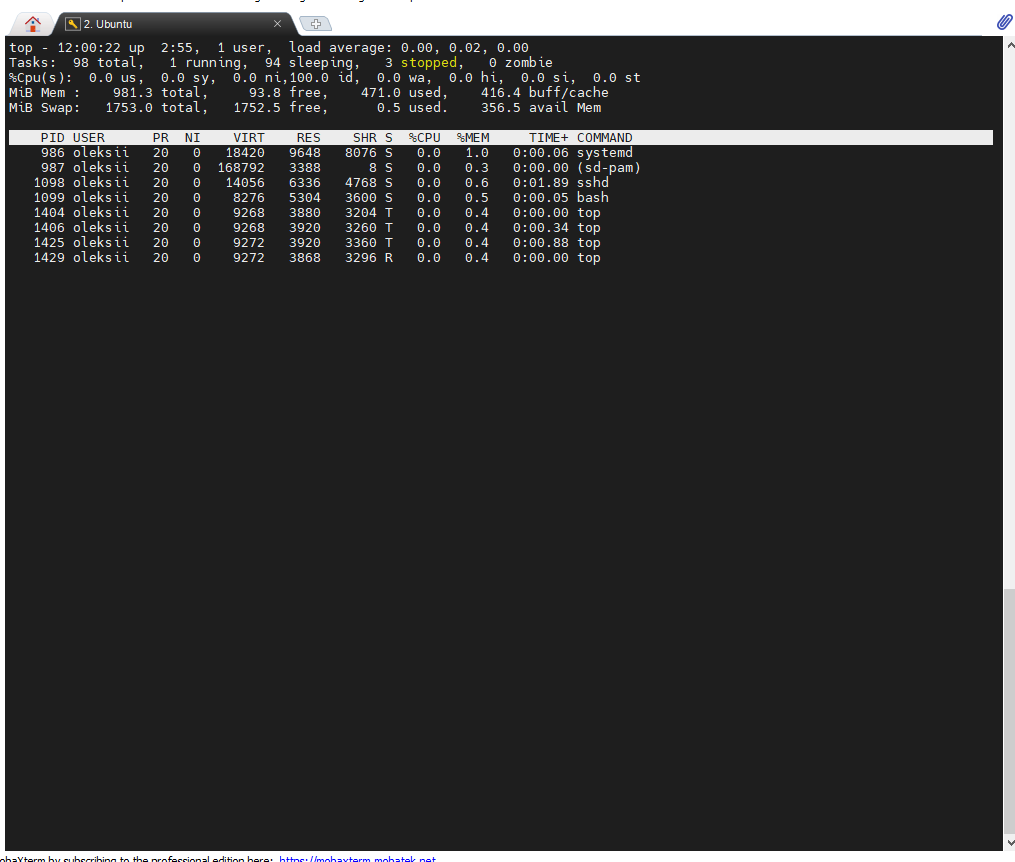 2. Ubuntu
top - 12:00:22 up  2:55,  1 user,  load average: 0.00, 0.02, 0.00
Tasks:  98 total,   1 running,  94 sleeping,   3 stopped,   0 zombie
%Cpu(s):  0.0 us,  0.0 sy,  0.0 ni,100.0 id,  0.0 wa,  0.0 hi,  0.0 si,  0.0 st
MiB Mem :    981.3 total,     93.8 free,    471.0 used,    416.4 buff/cache
MiB Swap:   1753.0 total,   1752.5 free,      0.5 used.    356.5 avail Mem
PID USER      PR  NI    VIRT    RES    SHR S  %CPU  %MEM     TIME+ COMMAND
986 oleksii   20   0   18420   9648   8076 S   0.0   1.0   0:00.06 systemd
987 oleksii   20   0  168792   3388      8 S   0.0   0.3   0:00.00 (sd-pam)
1098 oleksii   20   0   14056   6336   4768 S   0.0   0.6   0:01.89 sshd
1099 oleksii   20   0    8276   5304   3600 S   0.0   0.5   0:00.05 bash
1404 oleksii   20   0    9268   3880   3204 T   0.0   0.4   0:00.00 top
1406 oleksii   20   0    9268   3920   3260 T   0.0   0.4   0:00.34 top
1425 oleksii   20   0    9272   3920   3360 T   0.0   0.4   0:00.88 top
1429 oleksii   20   0    9272   3868   3296 R   0.0   0.4   0:00.00 top
obaXterm by subscribing to the professional edition here: https://mobaxterm.mobatek.net